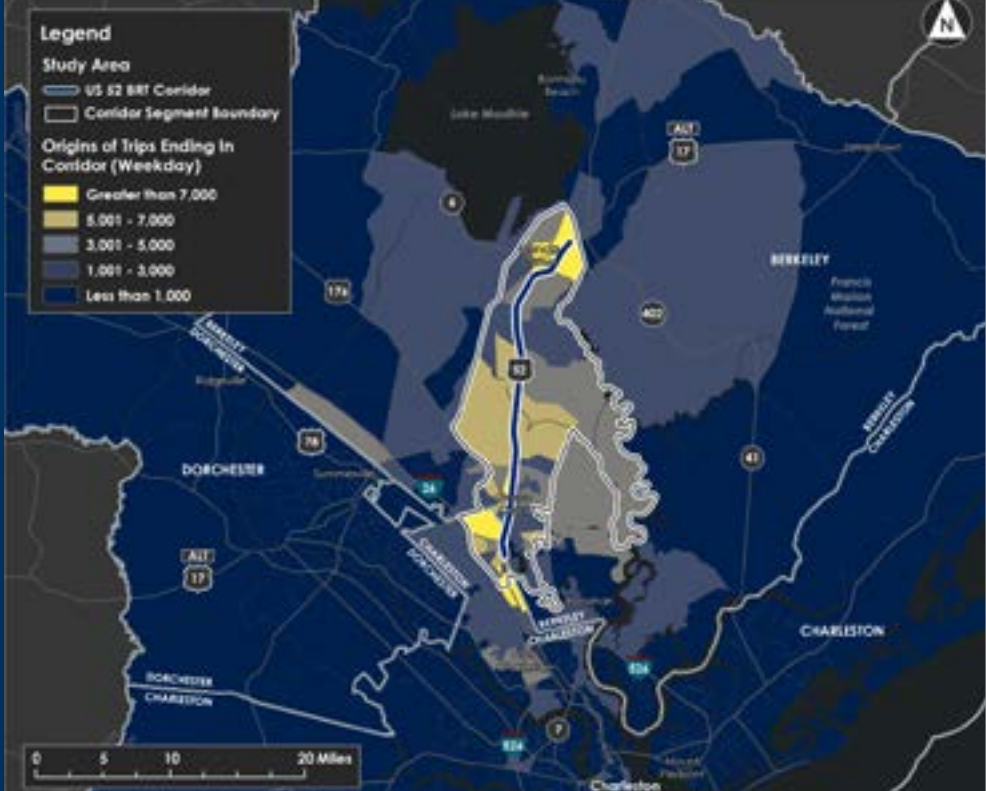 Legend
Study Area
US 52 BRT Corridor
Corridor Segment Boundary
Origins of Trips Ending in
Corridor (Weekday)
Greater than 7,000
5,001 - 7,000
3,001 - 5,000
1,001 - 3,000
Less than 1,000
N
Bonneau
Beach
Lake Moultrie
ALT
17
Jamestown
6
176
BERKELEY
Francis
Marion
National
Forest
402
52
BERKELEY
DORCHESTER
Ridgeville
78
DORCHESTER
Summerville
26
41
BERKELEY
CHARLESTON
ALT
17
CHARLESTON
DORCHESTER
BERKELEY
CHARLESTON
CHARLESTON
526
DORCHESTER
CHARLESTON
7
526
Mount
Pleasant
Charleston
0 5 10 20 Miles